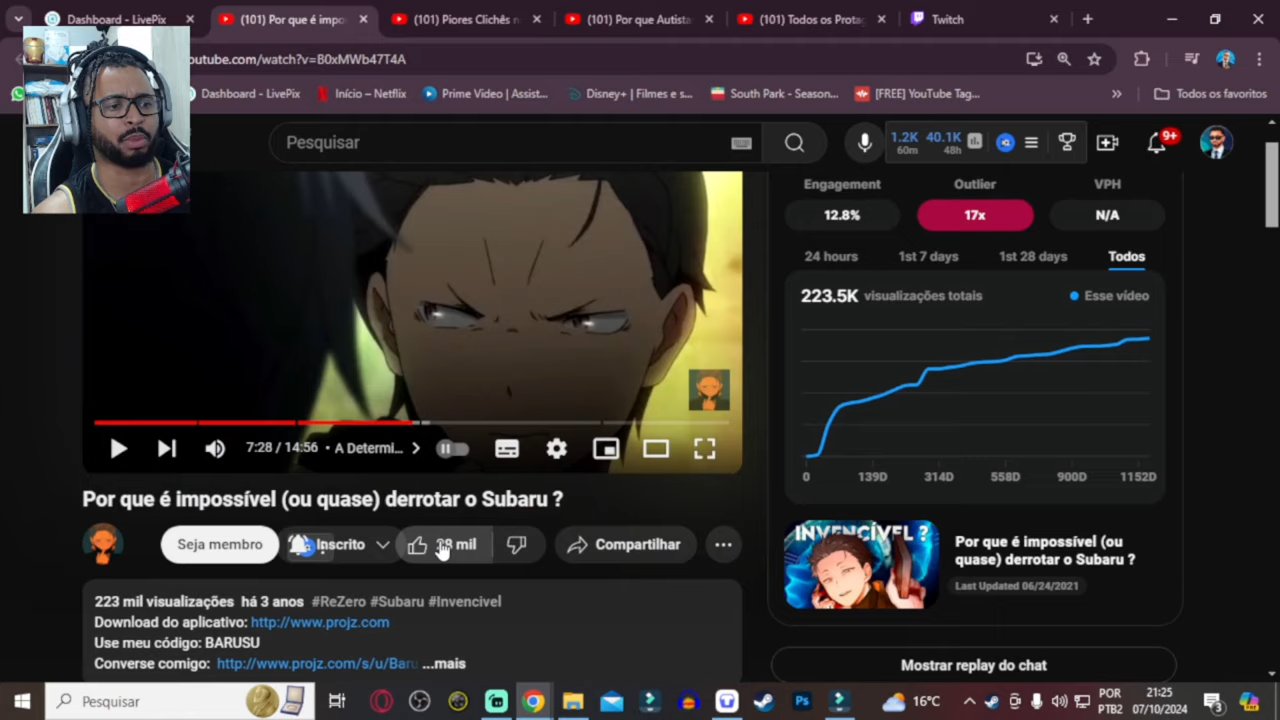 Dashboard - LivePix
(101) Por que é impo
(101) Piores Clichês n
(101) Por que Autista
(101) Todos os Prota
Twitch
outube.com/watch?v=B0xMWb47T4A
Dashboard - LivePix
Início – Netflix
Prime Video | Assist...
Disney+ | Filmes e s...
South Park - Season...
[FREE] YouTube Tag...
Todos os favoritos
Pesquisar
1.2K 40.1K
60m 48h
9+
Engagement Outlier VPH
12.8% 17x N/A
24 hours 1st 7 days 1st 28 days Todos
223.5K visualizações totais Esse vídeo
0 139D 314D 558D 900D 1152D
7:28 / 14:56 • A Determi...
Por que é impossível (ou quase) derrotar o Subaru ?
Seja membro
Inscrito
mil
Compartilhar
INVENCÍVEL ?
Por que é impossível (ou
quase) derrotar o Subaru ?
Last Updated 06/24/2021
223 mil visualizações há 3 anos #ReZero #Subaru #Invencivel
Download do aplicativo: http://www.projz.com
Use meu código: BARUSU
Converse comigo: http://www.projz.com/s/u/Baru ...mais
Mostrar replay do chat
Pesquisar
16°C
POR
PTB2
21:25
07/10/2024
3